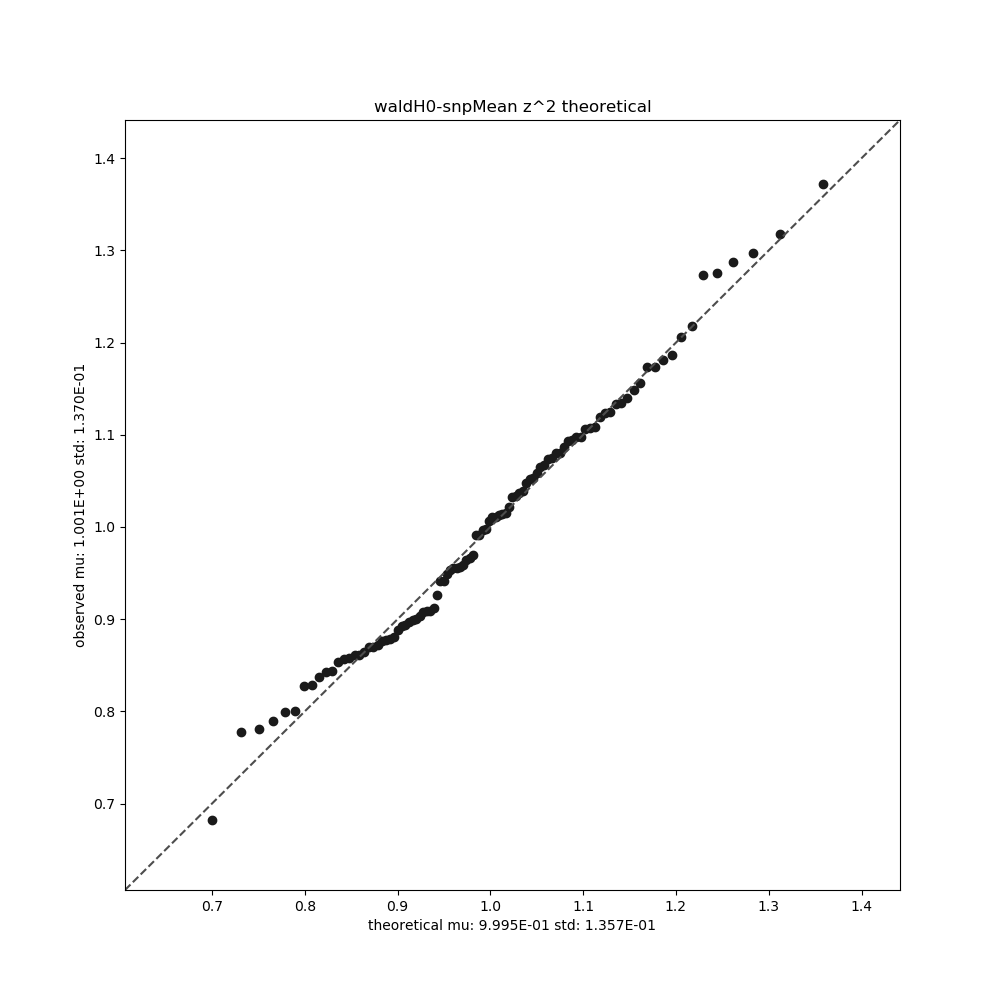 waldH0-snpMean z^2 theoretical
1.4
1.3
1.2
1.1
1.0
0.9
0.8
0.7
observed mu: 1.001E+00 std: 1.370E-01
0.7 0.8 0.9 1.0 1.1 1.2 1.3 1.4
theoretical mu: 9.995E-01 std: 1.357E-01